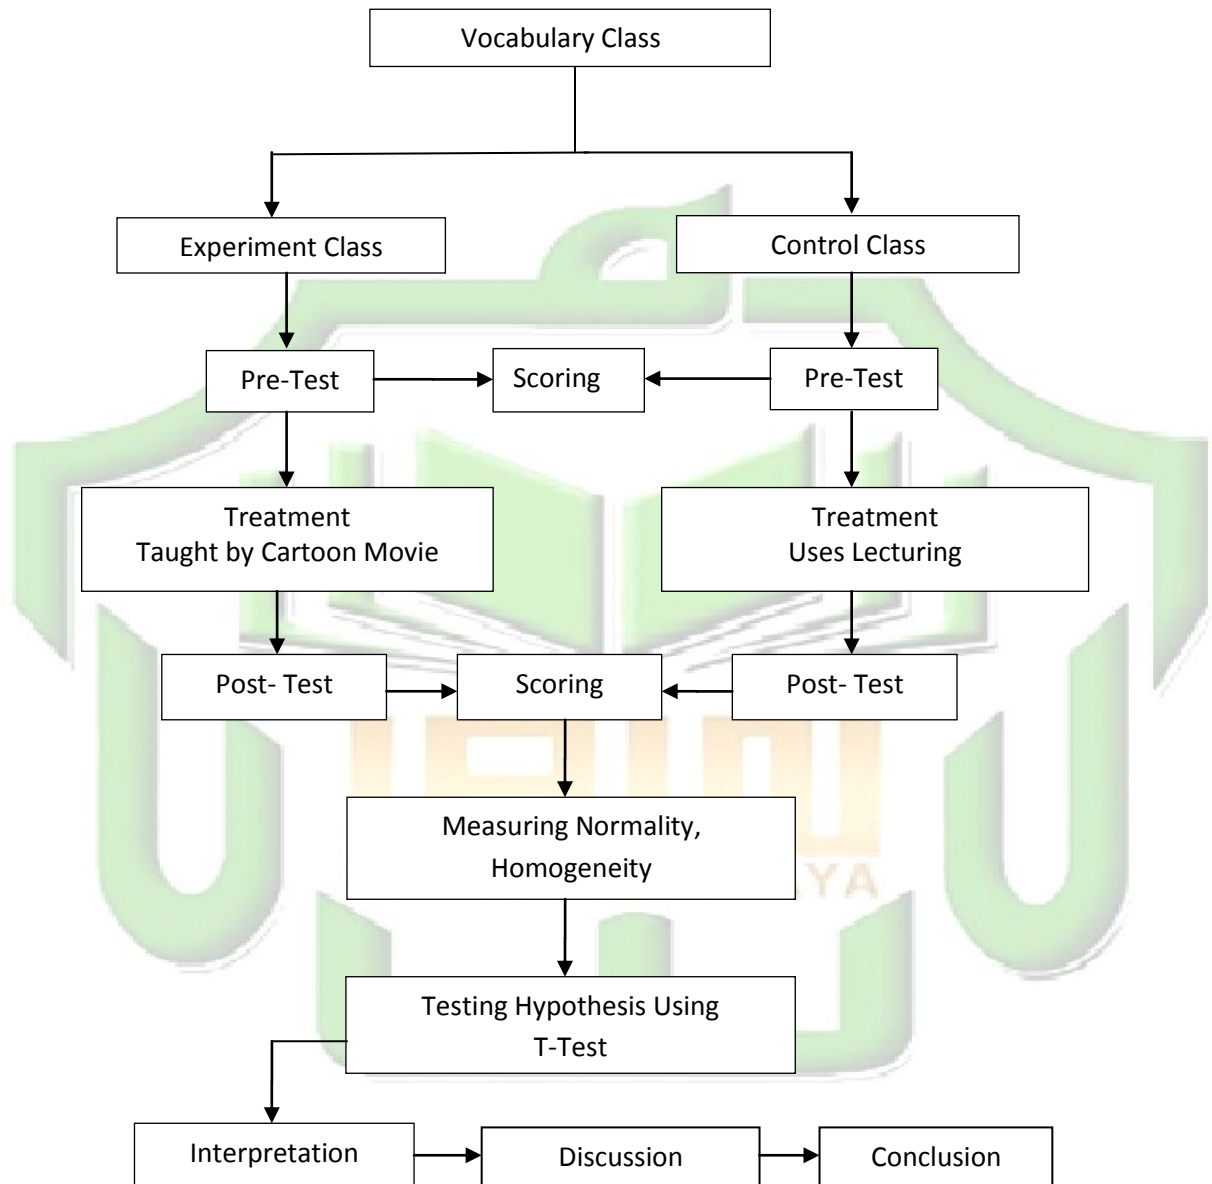 Vocabulary Class
Experiment Class
Control Class
Pre-Test
Scoring
Pre-Test
Treatment
Taught by Cartoon Movie
Treatment
Uses Lecturing
Post- Test
Scoring
Post- Test
Measuring Normality,
Homogeneity
Testing Hypothesis Using
T-Test
Interpretation
Discussion
Conclusion